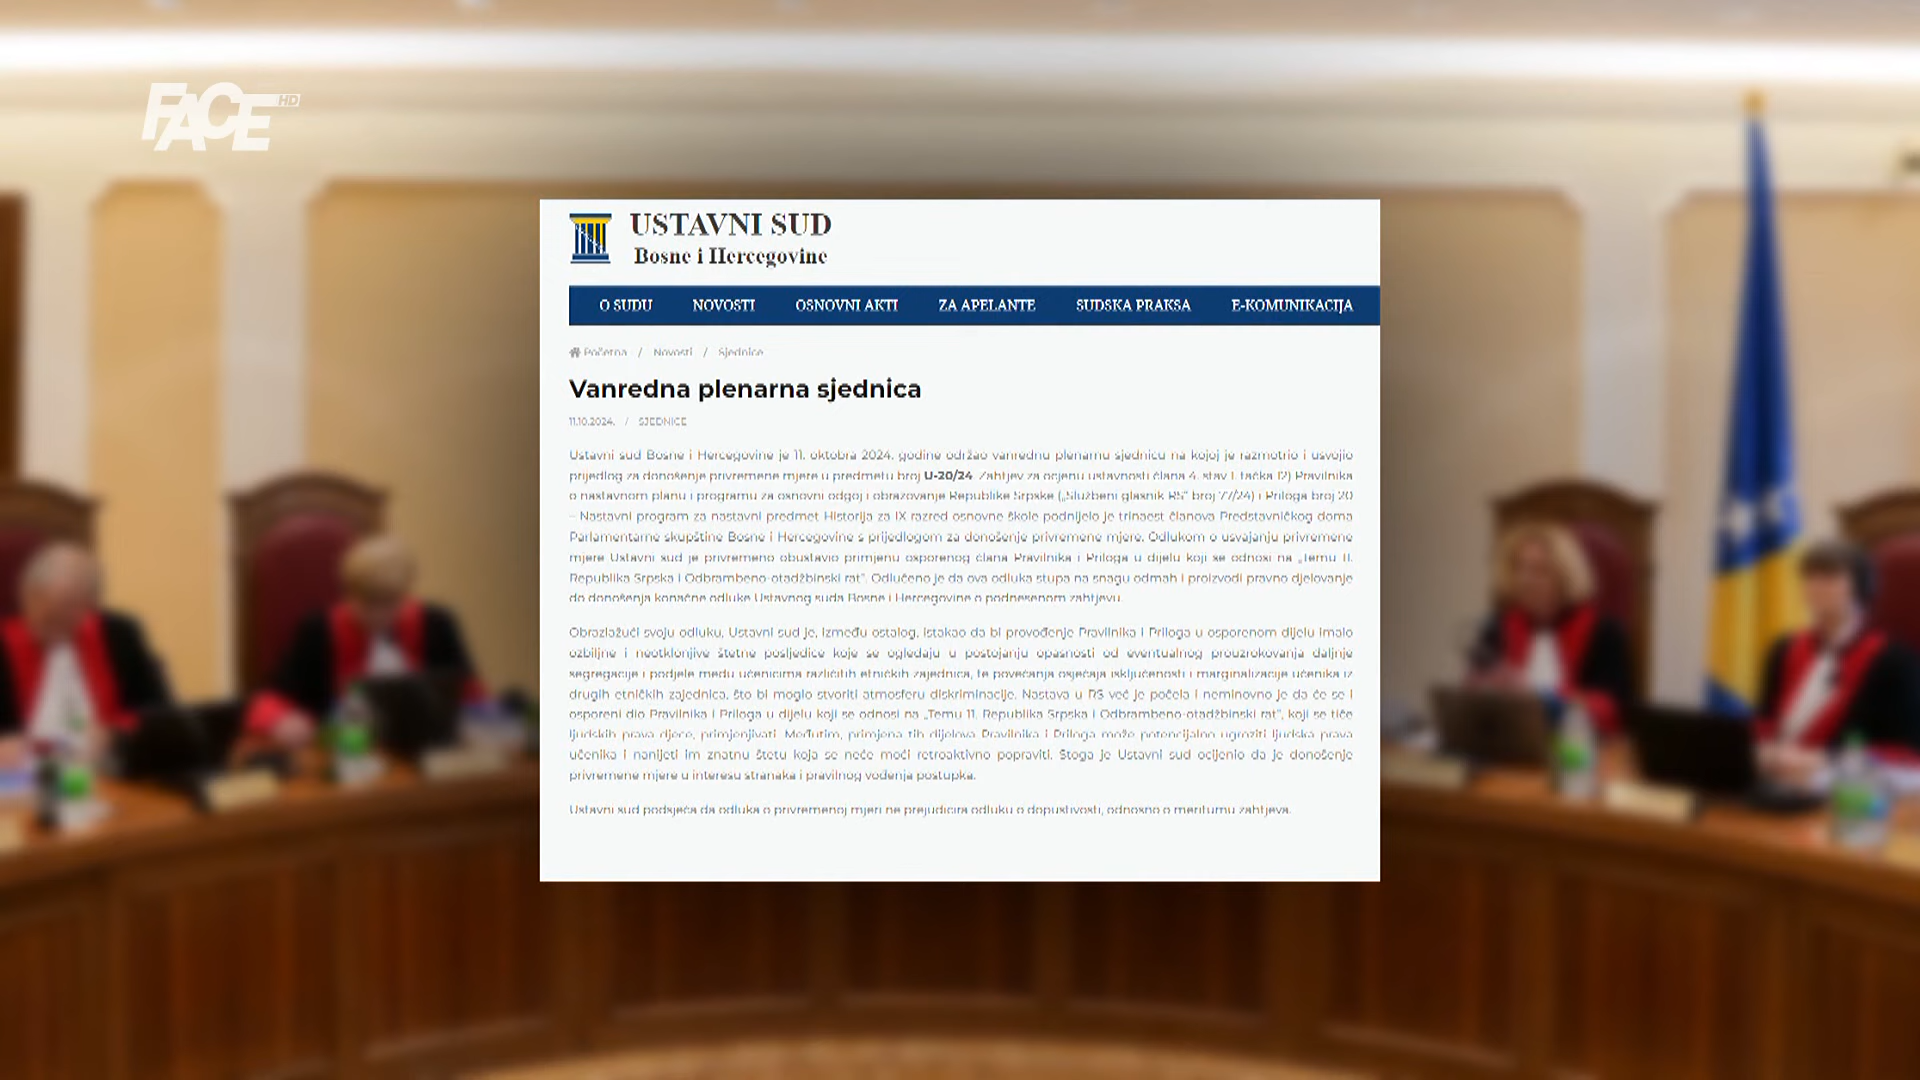 FACE HD
USTAVNI SUD
Bosne i Hercegovine
O SUDU NOVOSTI OSNOVNI AKTI ZA APELANTE SUDSKA PRAKSA E-KOMUNIKACIJA
Početna / Novosti / Sjednice
Vanredna plenarna sjednica
11.10.2024. / SJEDNICE
Ustavni sud Bosne i Hercegovine je 11. oktobra 2024. godine održao vanrednu plenarnu sjednicu na kojoj je razmotrio i usvojio
prijedlog za donošenje privremene mjere u predmetu broj U-20/24. Zahtjev za ocjenu ustavnosti člana 4. stav 1. tačka 12) Pravilnika
o nastavnom planu i programu za osnovni odgoj i obrazovanje Republike Srpske („Službeni glasnik RS“ broj 77/24) i Priloga broj 20
– Nastavni program za nastavni predmet Historija za IX razred osnovne škole podnijelo je trinaest članova Predstavničkog doma
Parlamentarne skupštine Bosne i Hercegovine s prijedlogom za donošenje privremene mjere. Odlukom o usvajanju privremene
mjere Ustavni sud je privremeno obustavio primjenu osporenog člana Pravilnika i Priloga u dijelu koji se odnosi na „Temu 11.
Republika Srpska i Odbrambeno-otadžbinski rat“. Odlučeno je da ova odluka stupa na snagu odmah i proizvodi pravno djelovanje
do donošenja konačne odluke Ustavnog suda Bosne i Hercegovine o podnesenom zahtjevu.
Obrazlažući svoju odluku, Ustavni sud je, između ostalog, istakao da bi provođenje Pravilnika i Priloga u osporenom dijelu imalo
ozbiljne i neotklonjive štetne posljedice koje se ogledaju u postojanju opasnosti od eventualnog prouzrokovanja daljnje
segregacije i podjele među učenicima različitih etničkih zajednica, te povećanja osjećaja isključenosti i marginalizacije učenika iz
drugih etničkih zajednica, što bi moglo stvoriti atmosferu diskriminacije. Nastava u RS već je počela i neminovno je da će se i
osporeni dio Pravilnika i Priloga u dijelu koji se odnosi na „Temu 11. Republika Srpska i Odbrambeno-otadžbinski rat“, koji se tiče
ljudskih prava djece, primjenjivati. Međutim, primjena tih dijelova Pravilnika i Priloga može potencijalno ugroziti ljudska prava
učenika i nanijeti im znatnu štetu koja se neće moći retroaktivno popraviti. Stoga je Ustavni sud ocijenio da je donošenje
privremene mjere u interesu stranaka i pravilnog vođenja postupka.
Ustavni sud podsjeća da odluka o privremenoj mjeri ne prejudicira odluku o dopustivosti, odnosno o meritumu zahtjeva.